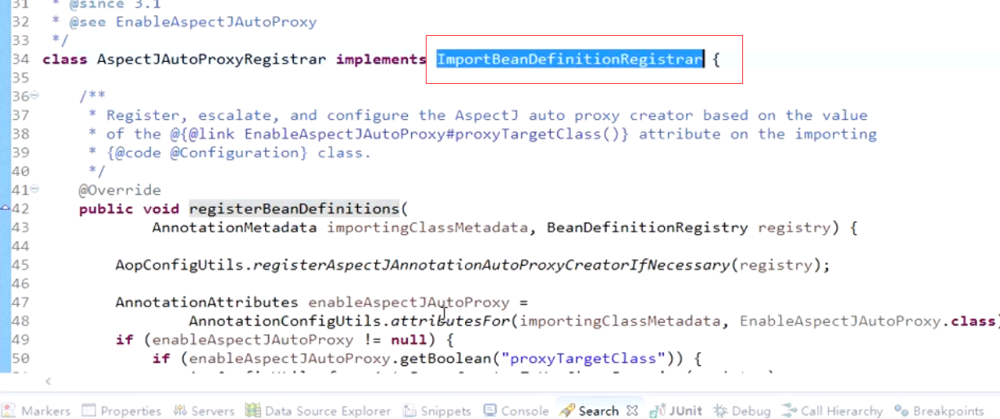 31 * @since 3.1
32 * @see EnableAspectJAutoProxy
33 */
34 class AspectJAutoProxyRegistrar implements ImportBeanDefinitionRegistrar {
35
36 /**
37 * Register, escalate, and configure the AspectJ auto proxy creator based on the value
38 * of the @{@link EnableAspectJAutoProxy#proxyTargetClass()} attribute on the importing
39 * {@code @Configuration} class.
40 */
41 @Override
42 public void registerBeanDefinitions(
43 AnnotationMetadata importingClassMetadata, BeanDefinitionRegistry registry) {
44
45 AopConfigUtils.registerAspectJAnnotationAutoProxyCreatorIfNecessary(registry);
46
47 AnnotationAttributes enableAspectJAutoProxy =
48 AnnotationConfigUtils.attributesFor(importingClassMetadata, EnableAspectJAutoProxy.class)
49 if (enableAspectJAutoProxy != null) {
50 if (enableAspectJAutoProxy.getBoolean("proxyTargetClass")) {
Markers Properties Servers Data Source Explorer Snippets Console Search JUnit Debug Call Hierarchy Breakpoints